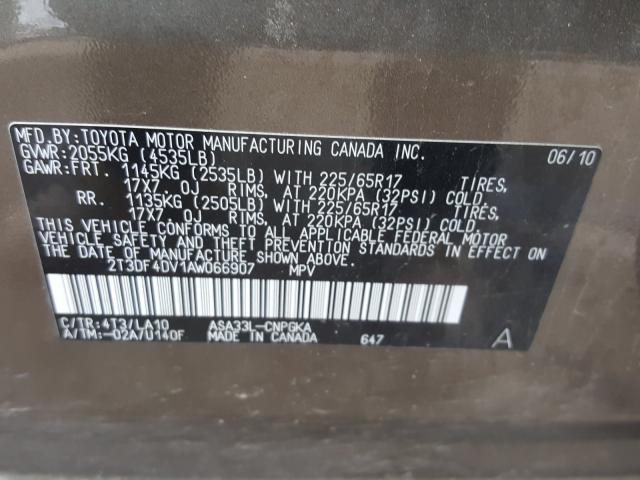 MFD.BY:TOYOTA MOTOR MANUFACTURING CANADA INC. 06/10
GVWR:2055KG (4535LB)
GAWR:FRT. 1145KG (2535LB) WITH 225/65R17 TIRES,
17X7 OJ RIMS, AT 220KPA (32PSI) COLD
RR. 1135KG (2505LB) WITH 225/65R17 TIRES,
17X7 OJ RIMS, AT 220KPA (32PSI) COLD
THIS VEHICLE CONFORMS TO ALL APPLICABLE FEDERAL MOTOR
VEHICLE SAFETY AND THEFT PREVENTION STANDARDS IN EFFECT ON
THE DATE OF MANUFACTURE SHOWN ABOVE.
2T3DF4DV1AW066907 MPV
C/TR:4T3/LA10 ASA33L-CNPGKA
A/TM:-02A/U140F MADE IN CANADA 647 A